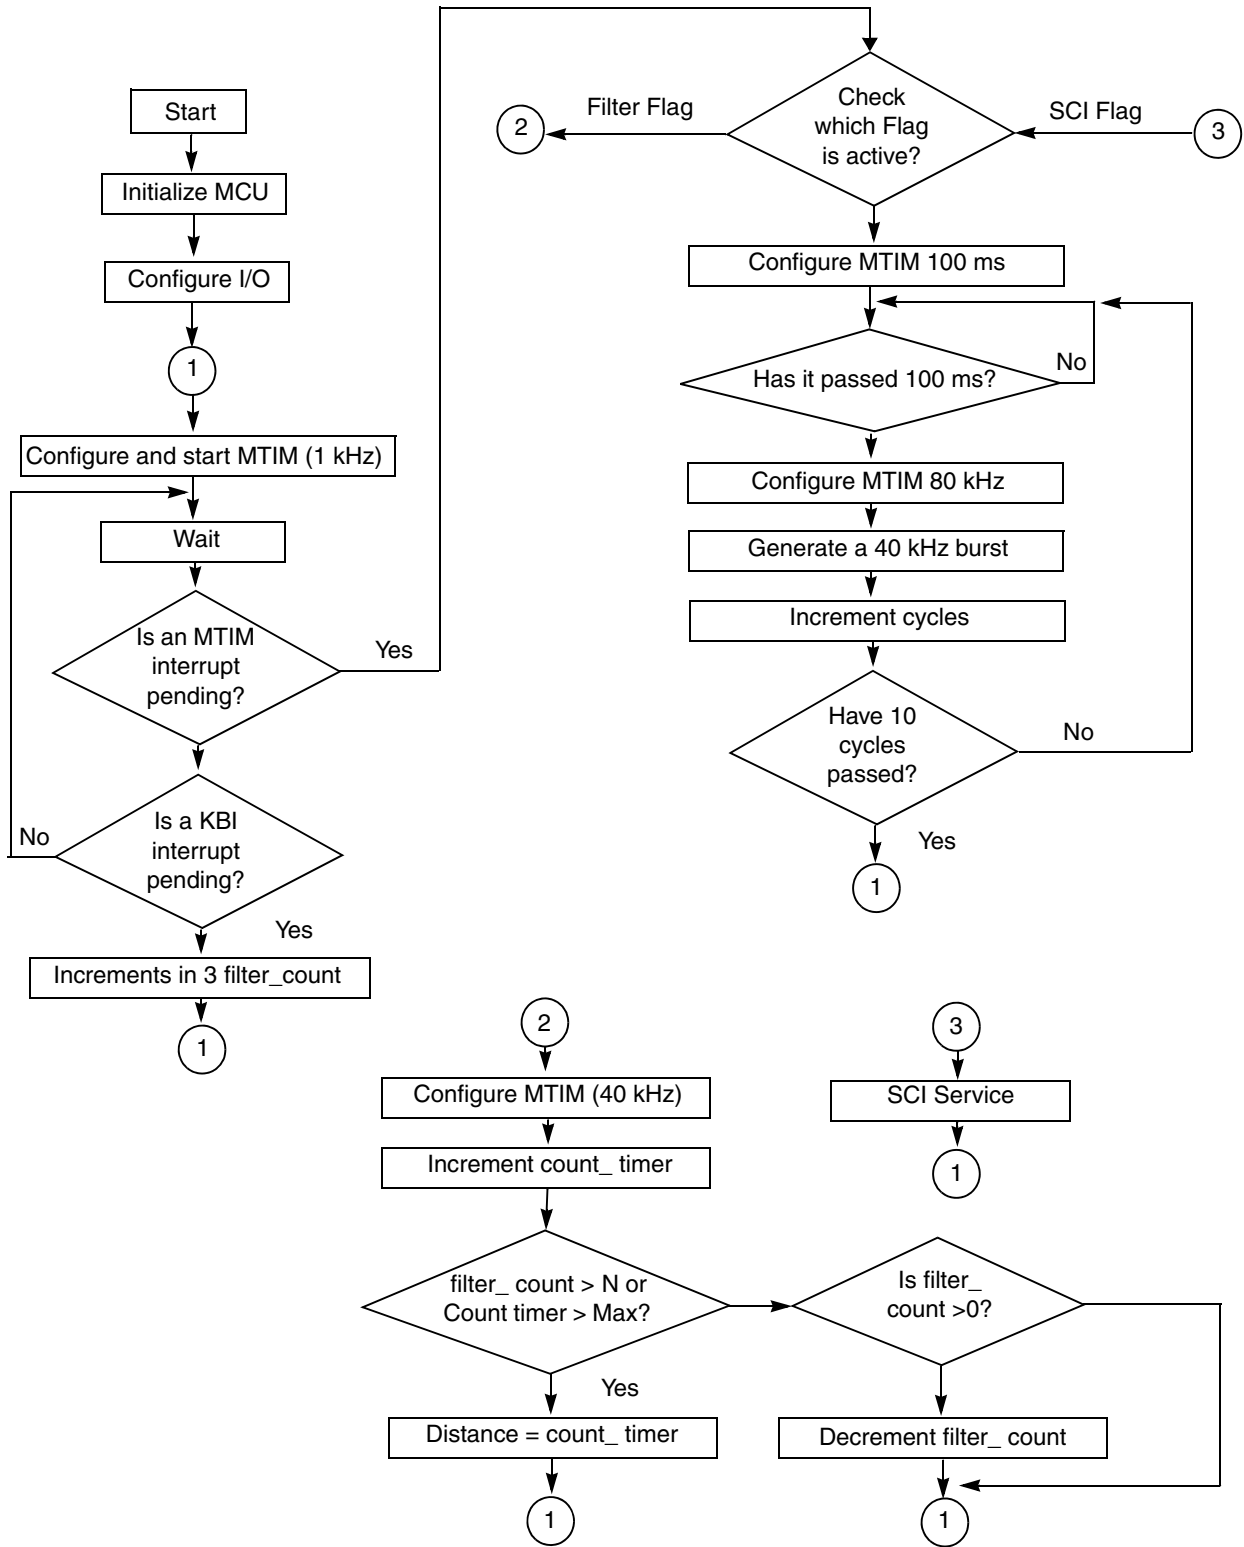 Start
Initialize MCU
Configure I/O
1
Configure and start MTIM (1 kHz)
Wait
Is an MTIM
interrupt
pending?
Yes
Is a KBI
interrupt
pending?
No
Yes
Increments in 3 filter_count
1
Check
which Flag
is active?
Filter Flag
2
SCI Flag
3
Configure MTIM 100 ms
Has it passed 100 ms?
No
Configure MTIM 80 kHz
Generate a 40 kHz burst
Increment cycles
Have 10
cycles
passed?
No
Yes
1
2
Configure MTIM (40 kHz)
Increment count_ timer
filter_ count > N or
Count timer > Max?
Yes
Distance = count_ timer
1
3
SCI Service
1
Is filter_
count >0?
Decrement filter_ count
1